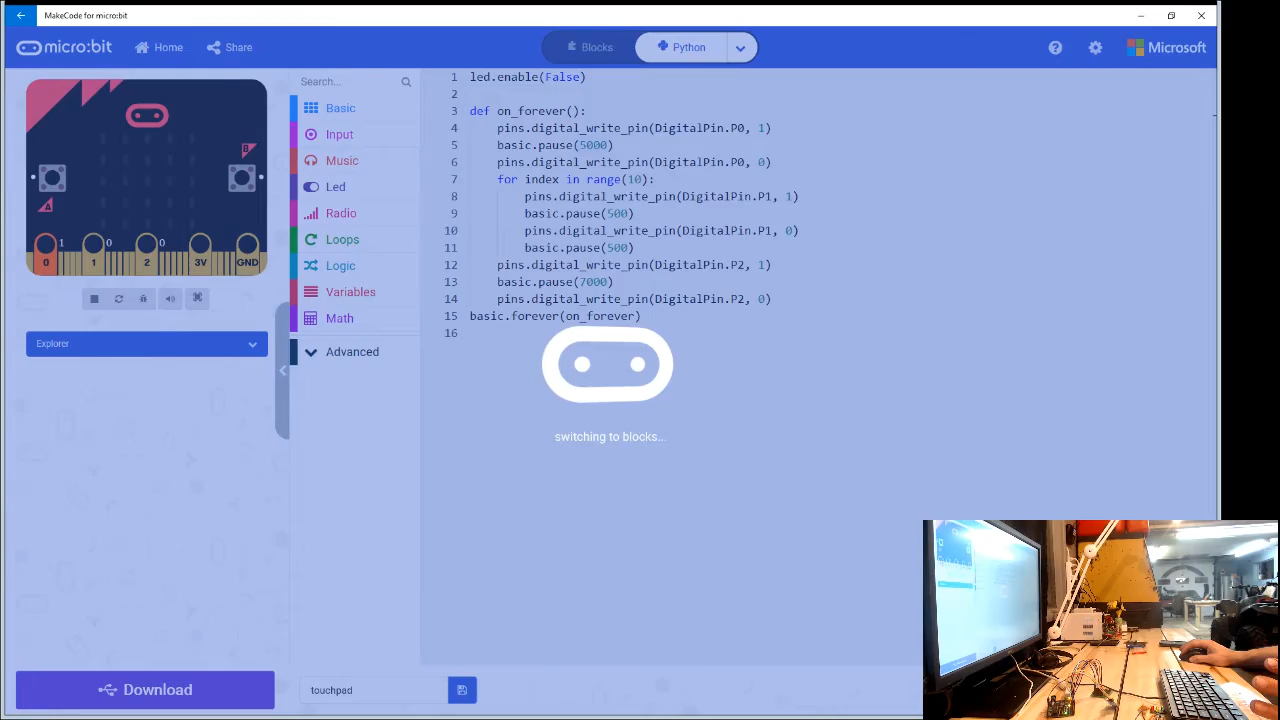 MakeCode for micro:bit
micro:bit
Home
Share
Blocks
Python
Microsoft
Search...
Basic
Input
Music
Led
Radio
Loops
Logic
Variables
Math
Advanced
B
A
1 0 0
0 1 2 3V GND
Explorer
1 led.enable(False)
2
3 def on_forever():
4 pins.digital_write_pin(DigitalPin.P0, 1)
5 basic.pause(5000)
6 pins.digital_write_pin(DigitalPin.P0, 0)
7 for index in range(10):
8 pins.digital_write_pin(DigitalPin.P1, 1)
9 basic.pause(500)
10 pins.digital_write_pin(DigitalPin.P1, 0)
11 basic.pause(500)
12 pins.digital_write_pin(DigitalPin.P2, 1)
13 basic.pause(7000)
14 pins.digital_write_pin(DigitalPin.P2, 0)
15 basic.forever(on_forever)
16
switching to blocks...
Download
touchpad